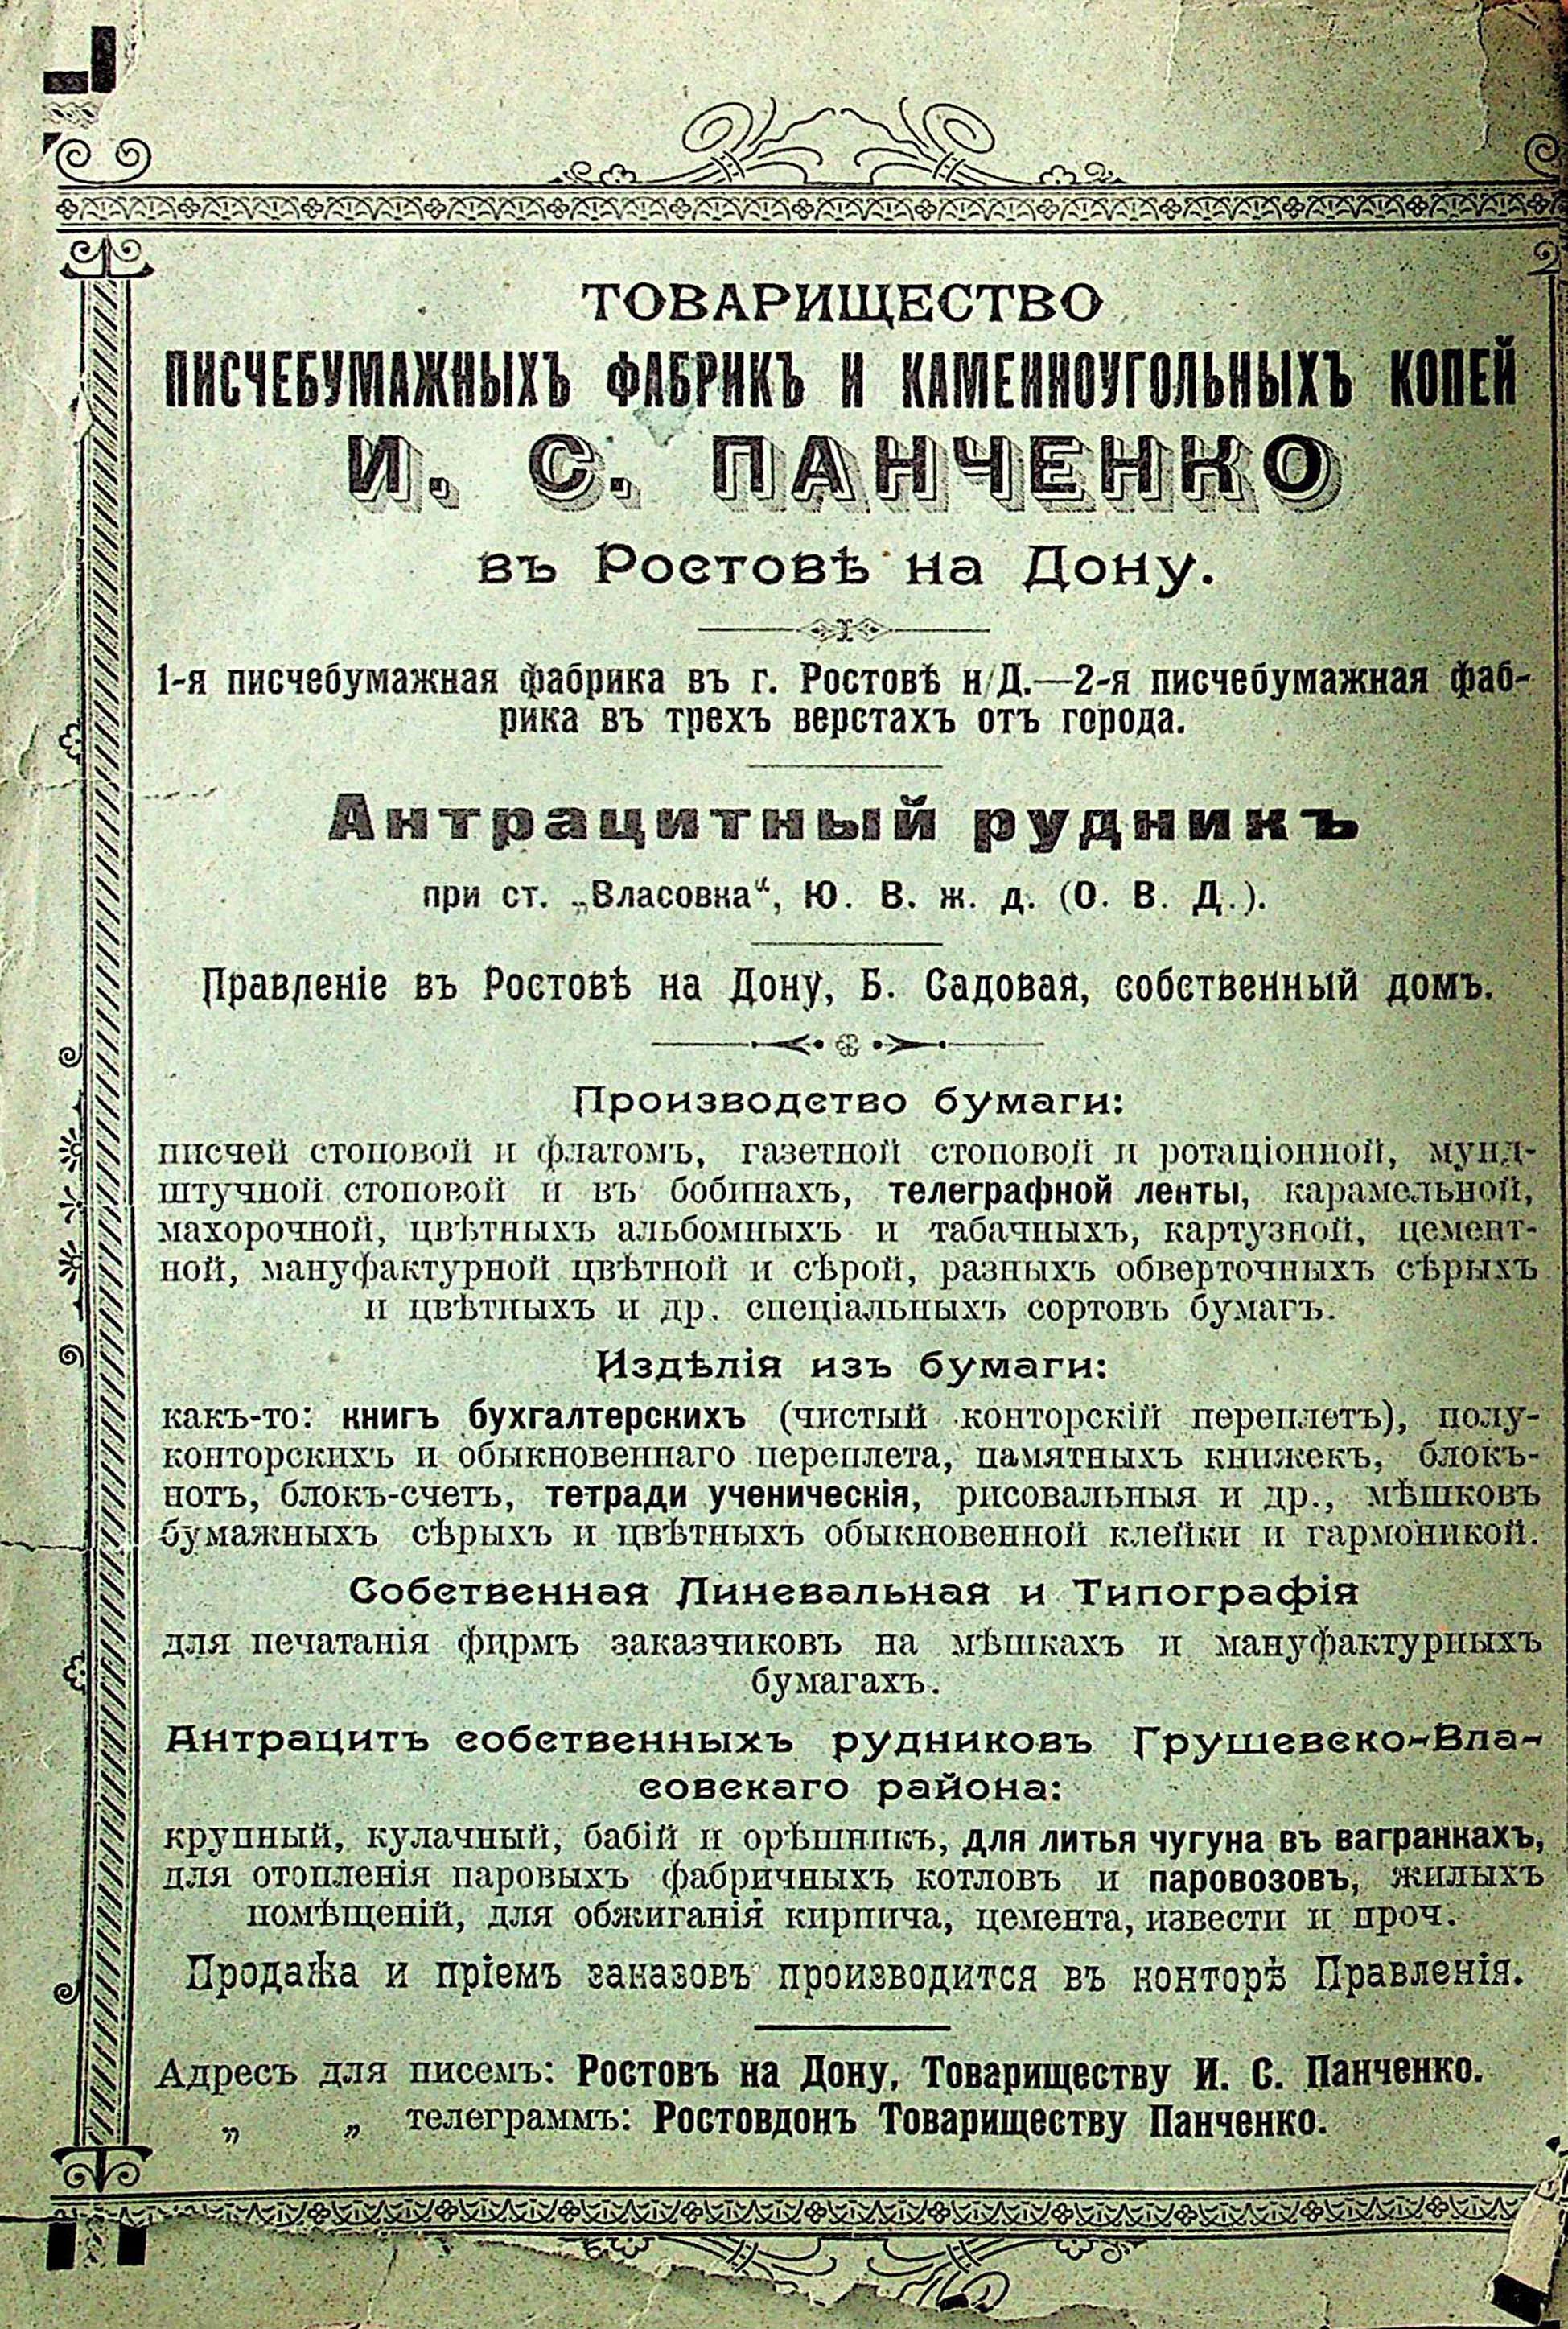 ТОВАРИЩЕСТВО
ПИСЧЕБУМАЖНЫХЪ ФАБРИКЪ И КАМЕННОУГОЛЬНЫХЪ КОПЕЙ
И. С. ПАНЧЕНКО
въ Ростовѣ на Дону.
1-я писчебумажная фабрика въ г. Ростовѣ н/Д.—2-я писчебумажная фаб-
рика въ трехъ верстахъ отъ города.
Антрацитный рудникъ
при ст. „Власовка“, Ю. В. ж. д. (О. В. Д.).
Правленіе въ Ростовѣ на Дону, Б. Садовая, собственный домъ.
Производство бумаги:
писчей стоповой и флатомъ, газетной стоповой и ротаціонной, мунд-
штучной стоповой и въ бобинахъ, телеграфной ленты, карамельной,
махорочной, цвѣтныхъ альбомныхъ и табачныхъ, картузной, цемент-
ной, мануфактурной цвѣтной и сѣрой, разныхъ обверточныхъ сѣрыхъ
и цвѣтныхъ и др. спеціальныхъ сортовъ бумагъ.
Издѣлія изъ бумаги:
какъ-то: книгъ бухгалтерскихъ (чистый конторскій переплетъ), полу-
конторскихъ и обыкновеннаго переплета, памятныхъ книжекъ, блокъ-
нотъ, блокъ-счетъ, тетради ученическія, рисовальныя и др., мѣшковъ
бумажныхъ сѣрыхъ и цвѣтныхъ обыкновенной клейки и гармоникой.
Собственная Линевальная и Типографія
для печатанія фирмъ заказчиковъ на мѣшкахъ и мануфактурныхъ
бумагахъ.
Антрацитъ собственныхъ рудниковъ Грушевско-Вла-
совскаго района:
крупный, кулачный, бабій и орѣшникъ, для литья чугуна въ вагранкахъ,
для отопленія паровыхъ фабричныхъ котловъ и паровозовъ, жилыхъ
помѣщеній, для обжиганія кирпича, цемента, извести и проч.
Продажа и пріемъ заказовъ производится въ конторѣ Правленія.
Адресъ для писемъ: Ростовъ на Дону, Товариществу И. С. Панченко.
„ „ телеграммъ: Ростовдонъ Товариществу Панченко.